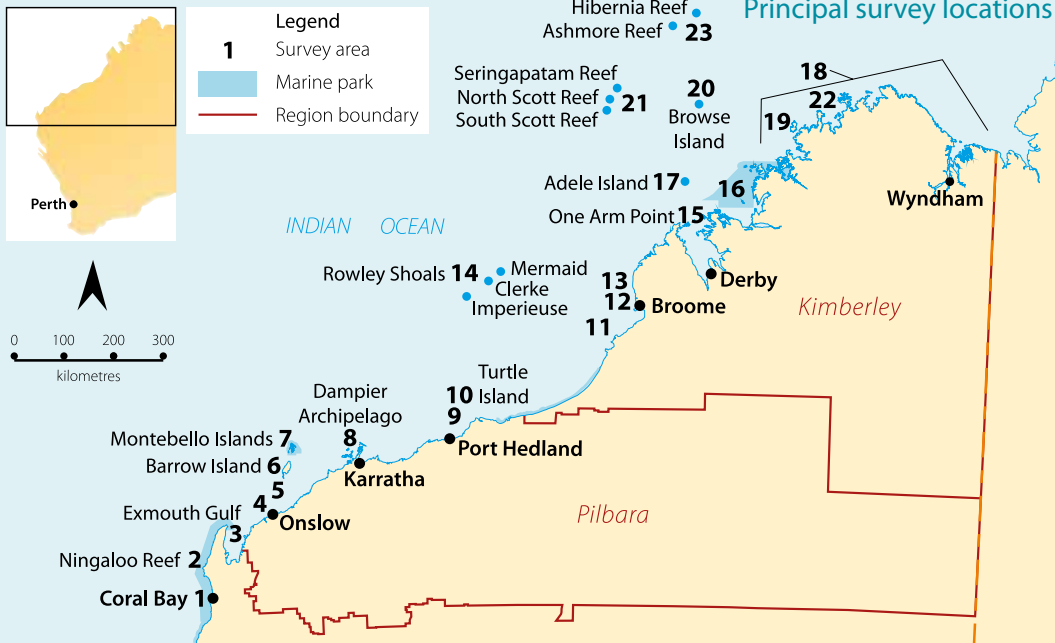 Principal survey locations
Legend
1 Survey area
Marine park
Region boundary
Perth
0 100 200 300
kilometres
INDIAN OCEAN
Hibernia Reef
Ashmore Reef 23
Seringapatam Reef
North Scott Reef 21
South Scott Reef
20
Browse
Island
18
22
19
Adele Island 17
16
One Arm Point 15
Wyndham
Derby
Rowley Shoals 14
Mermaid
Clerke
Imperieuse
13
12 Broome
11
Kimberley
Turtle
Island
10
9
Port Hedland
Dampier
Archipelago
8
Karratha
Montebello Islands 7
Barrow Island 6
5
4
Onslow
Exmouth Gulf
3
Ningaloo Reef 2
Coral Bay 1
Pilbara